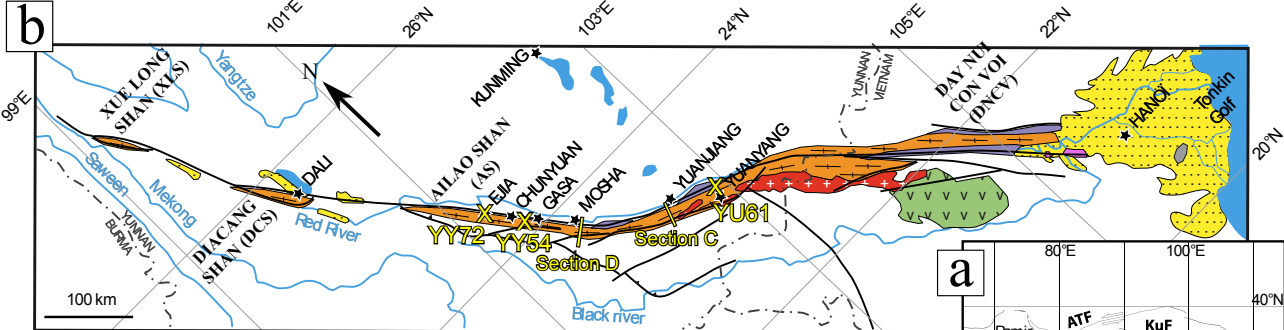 b
101°E
26°N
103°E
24°N
105°E
22°N
99°E
20°N
XUE LONG
SHAN (XLS)
Yangtze
N
KUNMING
YUNNAN
VIETNAM
DAY NUI
CON VOI
(DNCV)
HANOÏ
Tonkin
Golf
Saween
Mekong
YUNNAN
BURMA
DALI
DIACANG
SHAN (DCS)
Red River
AILAO SHAN
(AS)
EJIA
CHUNYUAN
GASA
MOSHA
YUANJIANG
YUANYANG
YY72
YY54
Section D
Section C
YU61
Black river
100 km
a
80°E
100°E
40°N
ATF
KuF